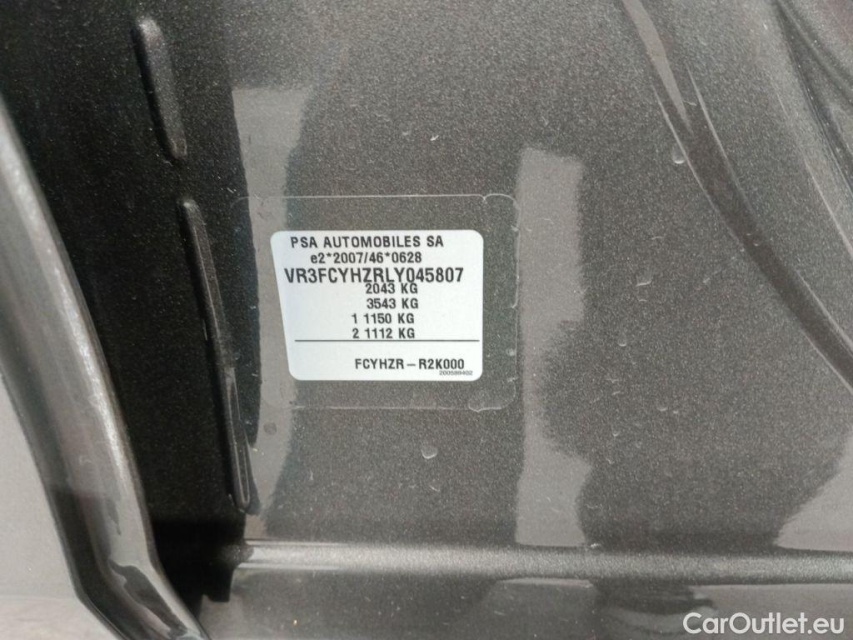 PSA AUTOMOBILES SA
e2*2007/46*0628
VR3FCYHZRLY045807
2043 KG
3543 KG
1 1150 KG
2 1112 KG
FCYHZR - R2K000
CarOutlet.eu